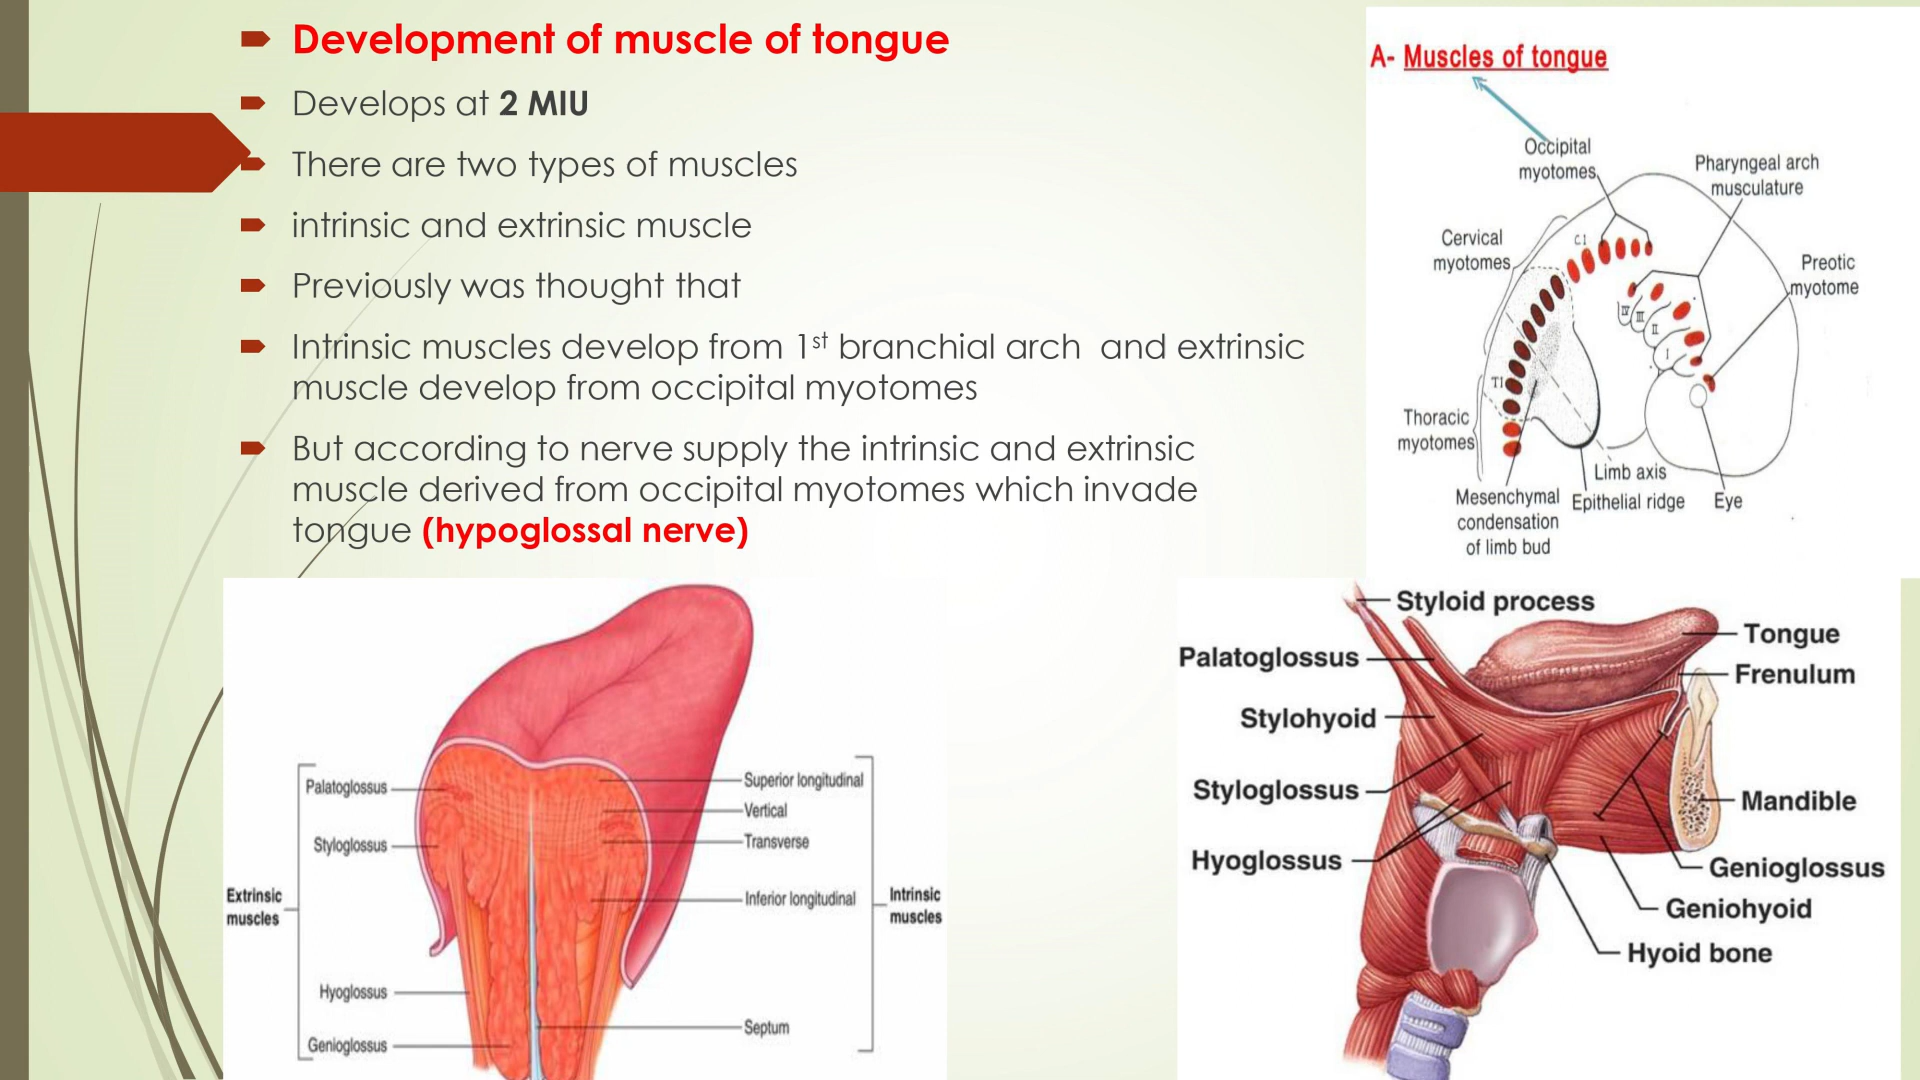 Development of muscle of tongue
Develops at 2 MIU
There are two types of muscles
intrinsic and extrinsic muscle
Previously was thought that
Intrinsic muscles develop from 1st branchial arch and extrinsic
muscle develop from occipital myotomes
But according to nerve supply the intrinsic and extrinsic
muscle derived from occipital myotomes which invade
tongue (hypoglossal nerve)
A- Muscles of tongue
Occipital
myotomes
Pharyngeal arch
musculature
Cervical
myotomes
C1
Preotic
myotome
IV
III
II
I
T1
Thoracic
myotomes
Limb axis
Mesenchymal
condensation
of limb bud
Epithelial ridge
Eye
Palatoglossus
Styloglossus
Extrinsic
muscles
Hyoglossus
Genioglossus
Superior longitudinal
Vertical
Transverse
Inferior longitudinal
Intrinsic
muscles
Septum
Styloid process
Palatoglossus
Stylohyoid
Styloglossus
Hyoglossus
Tongue
Frenulum
Mandible
Genioglossus
Geniohyoid
Hyoid bone